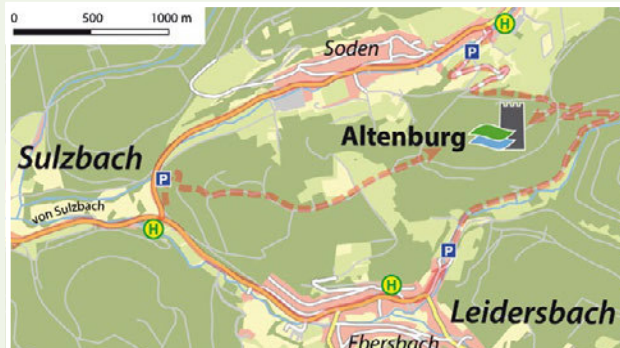 0 500 1000 m
H
Soden
P
Altenburg
Sulzbach
P
von Sulzbach
H
P
H
Leidersbach
Ebersbach